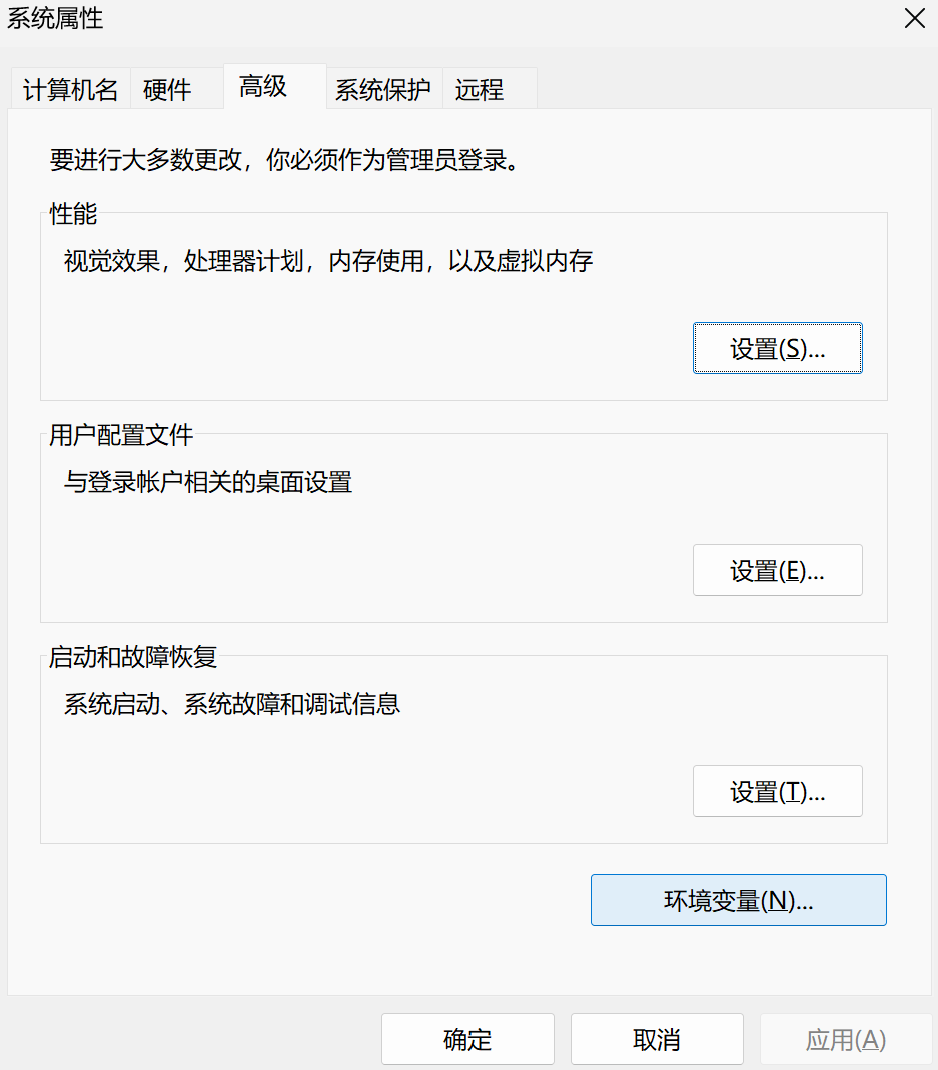 系统属性
计算机名 硬件 高级 系统保护 远程
要进行大多数更改，你必须作为管理员登录。
性能
视觉效果，处理器计划，内存使用，以及虚拟内存
设置(S)...
用户配置文件
与登录帐户相关的桌面设置
设置(E)...
启动和故障恢复
系统启动、系统故障和调试信息
设置(T)...
环境变量(N)...
确定 取消 应用(A)